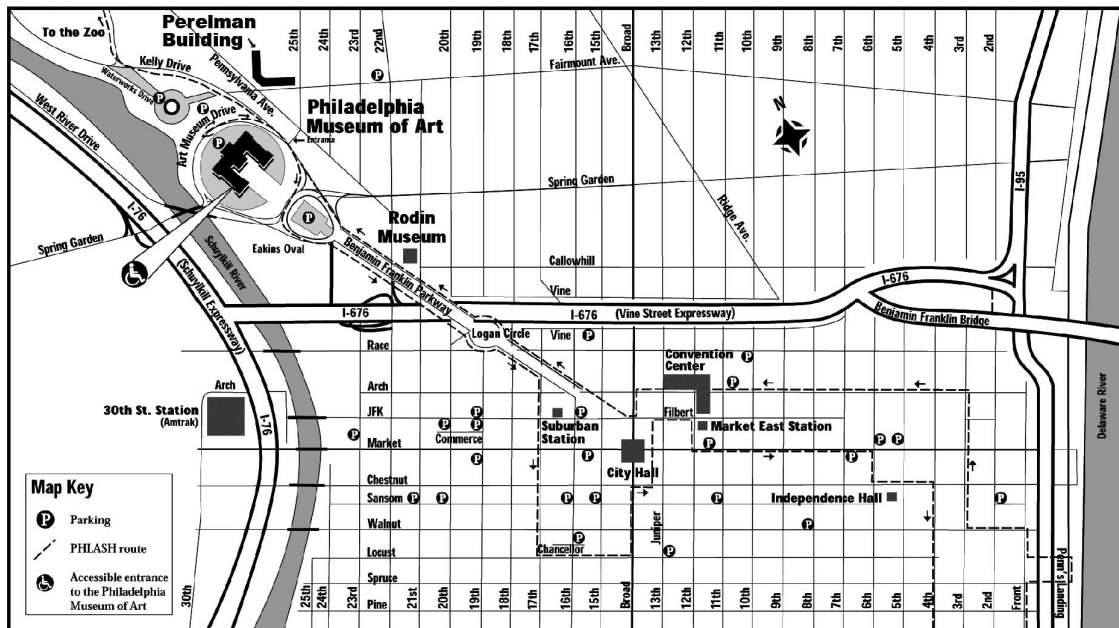 To the Zoo
Perelman
Building
25th
24th
23rd
22nd
20th
19th
18th
17th
16th
15th
Broad
13th
12th
11th
10th
9th
8th
7th
6th
5th
4th
3rd
2nd
Kelly Drive
Waterworks Drive
Pennsylvania Ave.
Fairmount Ave.
West River Drive
Art Museum Drive
Philadelphia
Museum of Art
Entrance
N
P
P
P
P
I-95
I-76
Spring Garden
Ridge Ave.
Rodin
Museum
P
Spring Garden
Eakins Oval
Schuylkill River
Benjamin Franklin Parkway
Callowhill
Vine
I-676
(Schuylkill Expressway)
I-676
I-676
(Vine Street Expressway)
Benjamin Franklin Bridge
Logan Circle
Vine
P
Race
Convention
Center
P
P
Arch
Arch
30th St. Station
(Amtrak)
I-76
JFK
P
P
Filbert
Delaware River
P
P
P
Commerce
Suburban
Station
Market East Station
Market
P
P
City Hall
P
P
P
P
Chestnut
Map Key
P
Parking
PHLASH route
Accessible entrance
to the Philadelphia
Museum of Art
Sansom
P
P
P
P
P
Independence Hall
P
Walnut
P
Juniper
Locust
Chancellor
P
P
Penn's Landing
Spruce
Pine
30th
25th
24th
23rd
21st
20th
19th
18th
17th
16th
15th
Broad
13th
12th
11th
10th
9th
8th
7th
6th
5th
4th
3rd
2nd
Front